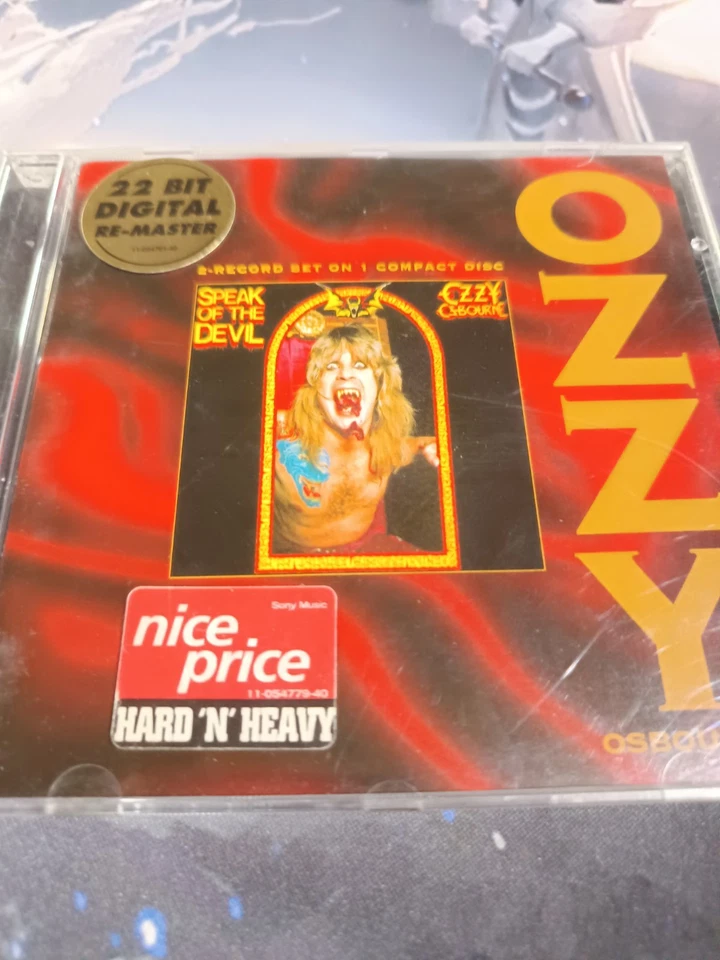 22 BIT
DIGITAL
RE-MASTER
2-RECORD SET ON 1 COMPACT DISC
SPEAK
OF THE
DEVIL
OZZY
OSBOURNE
OZZY
OSBOU
Sony Music
nice
price
11-054779-40
HARD 'N' HEAVY